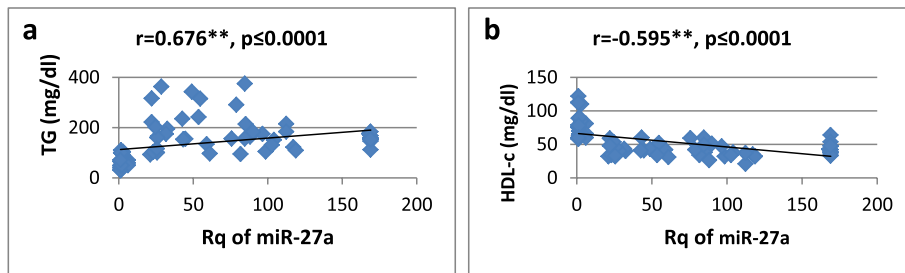 a
r=0.676**, p≤0.0001
TG (mg/dl)
400
200
0
0 50 100 150 200
Rq of miR-27a
b
r=-0.595**, p≤0.0001
HDL-c (mg/dl)
150
100
50
0
0 50 100 150 200
Rq of miR-27a